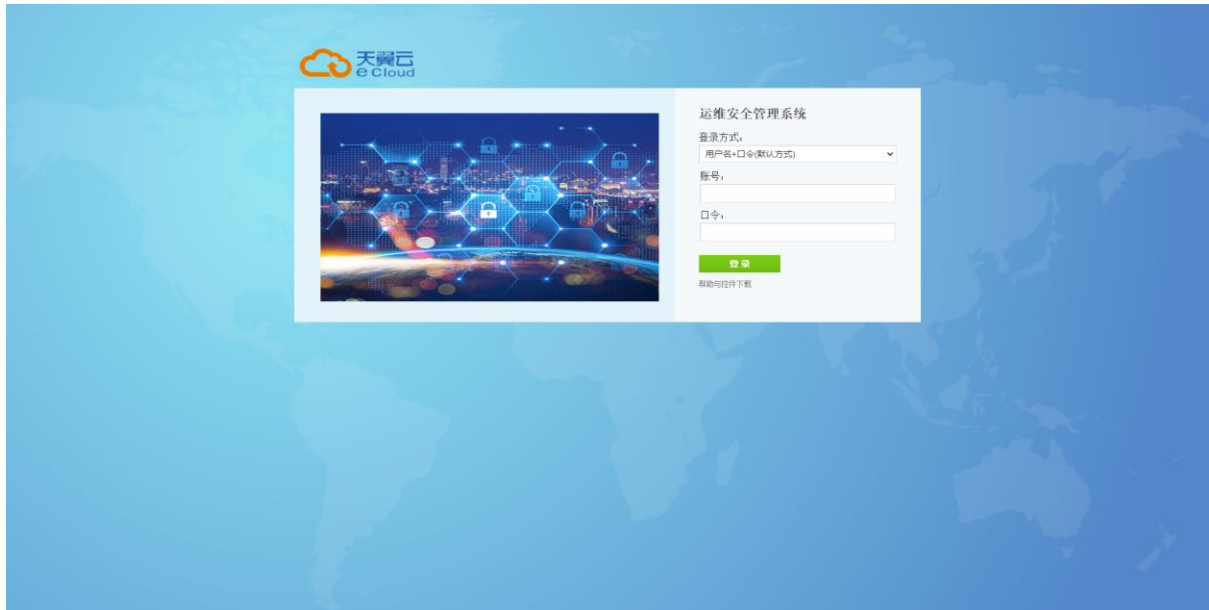 天翼云
e Cloud
运维安全管理系统
登录方式：
用户名+口令(默认方式)
账号：
口令：
登录
帮助与控件下载